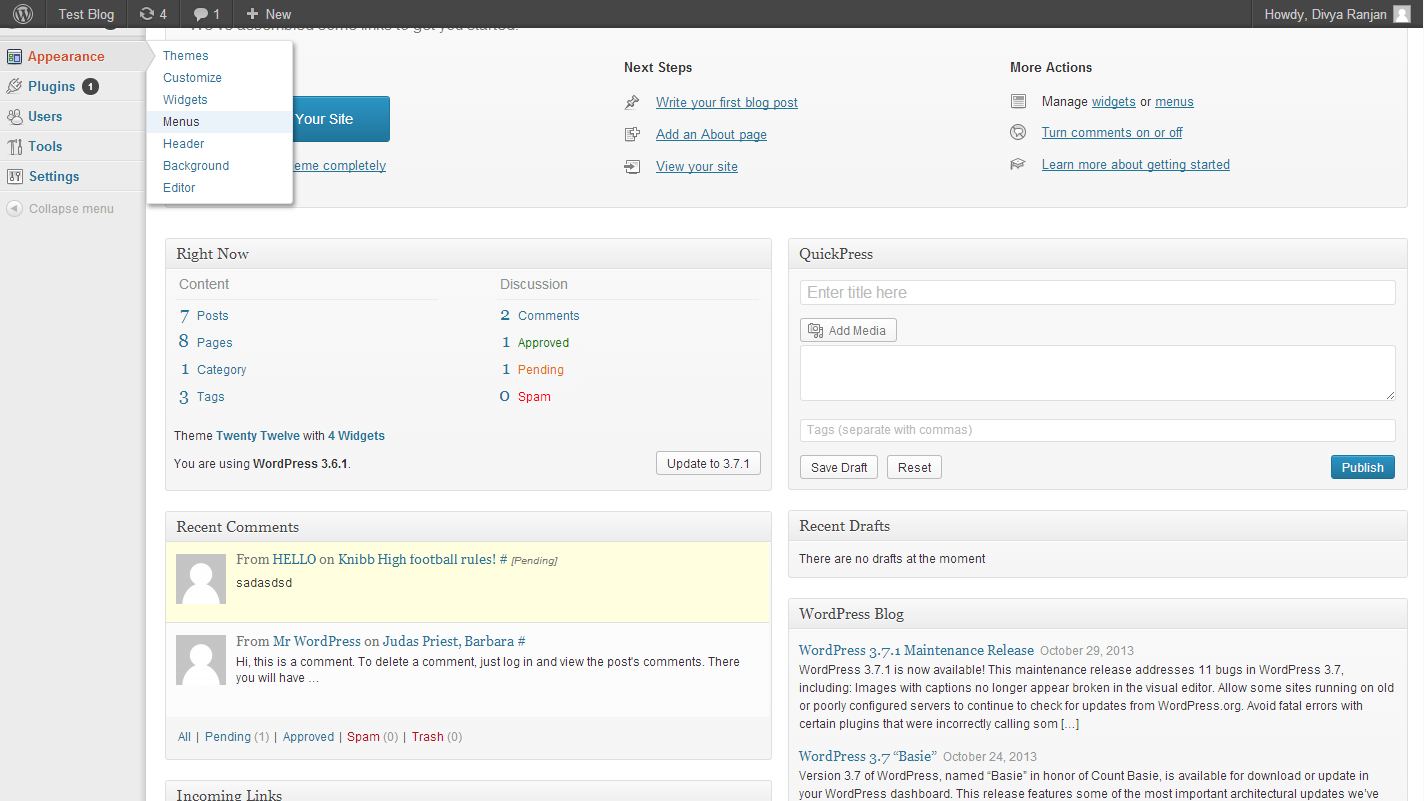 Test Blog
4
1
New
Howdy, Divya Ranjan
We've assembled some links to get you started:
Appearance
Plugins 1
Users
Tools
Settings
Collapse menu
Themes
Customize
Widgets
Menus
Header
Background
Editor
Your Site
eme completely
Next Steps
Write your first blog post
Add an About page
View your site
More Actions
Manage widgets or menus
Turn comments on or off
Learn more about getting started
Right Now
Content
7 Posts
8 Pages
1 Category
3 Tags
Discussion
2 Comments
1 Approved
1 Pending
0 Spam
Theme Twenty Twelve with 4 Widgets
You are using WordPress 3.6.1.
Update to 3.7.1
QuickPress
Enter title here
Add Media
Tags (separate with commas)
Save Draft
Reset
Publish
Recent Comments
From HELLO on Knibb High football rules! # [Pending]
sadasdsd
From Mr WordPress on Judas Priest, Barbara #
Hi, this is a comment. To delete a comment, just log in and view the post's comments. There
you will have …
All | Pending (1) | Approved | Spam (0) | Trash (0)
Incoming Links
Recent Drafts
There are no drafts at the moment
WordPress Blog
WordPress 3.7.1 Maintenance Release October 29, 2013
WordPress 3.7.1 is now available! This maintenance release addresses 11 bugs in WordPress 3.7,
including: Images with captions no longer appear broken in the visual editor. Allow some sites running on old
or poorly configured servers to continue to check for updates from WordPress.org. Avoid fatal errors with
certain plugins that were incorrectly calling som […]
WordPress 3.7 “Basie” October 24, 2013
Version 3.7 of WordPress, named “Basie” in honor of Count Basie, is available for download or update in
your WordPress dashboard. This release features some of the most important architectural updates we've